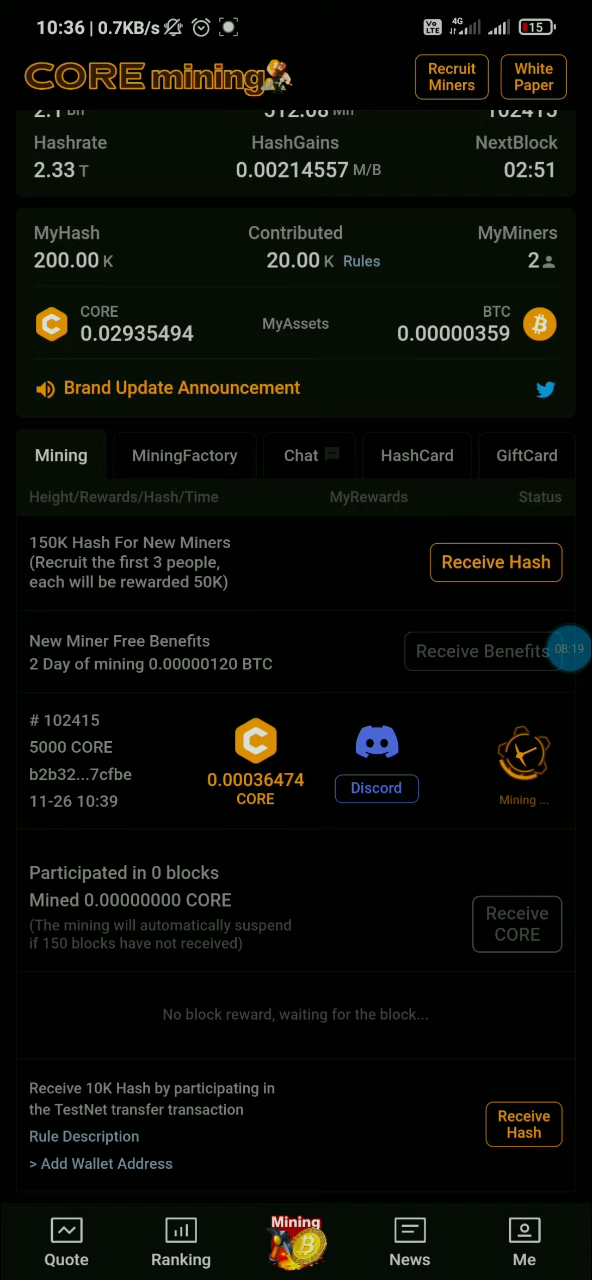 10:36 | 0.7KB/s
Vo LTE 4G 15
CORE mining
Recruit Miners
White Paper
Hashrate HashGains NextBlock
2.33 T 0.00214557 M/B 02:51
MyHash Contributed MyMiners
200.00 K 20.00 K Rules 2
CORE BTC
0.02935494 MyAssets 0.00000359
Brand Update Announcement
Mining MiningFactory Chat HashCard GiftCard
Height/Rewards/Hash/Time MyRewards Status
150K Hash For New Miners
(Recruit the first 3 people,
each will be rewarded 50K)
Receive Hash
New Miner Free Benefits
2 Day of mining 0.00000120 BTC
Receive Benefits
08:19
# 102415
5000 CORE
b2b32...7cfbe
11-26 10:39
0.00036474
CORE
Discord
Mining ...
Participated in 0 blocks
Mined 0.00000000 CORE
(The mining will automatically suspend
if 150 blocks have not received)
Receive
CORE
No block reward, waiting for the block...
Receive 10K Hash by participating in
the TestNet transfer transaction
Rule Description
> Add Wallet Address
Receive
Hash
Mining
Quote Ranking News Me